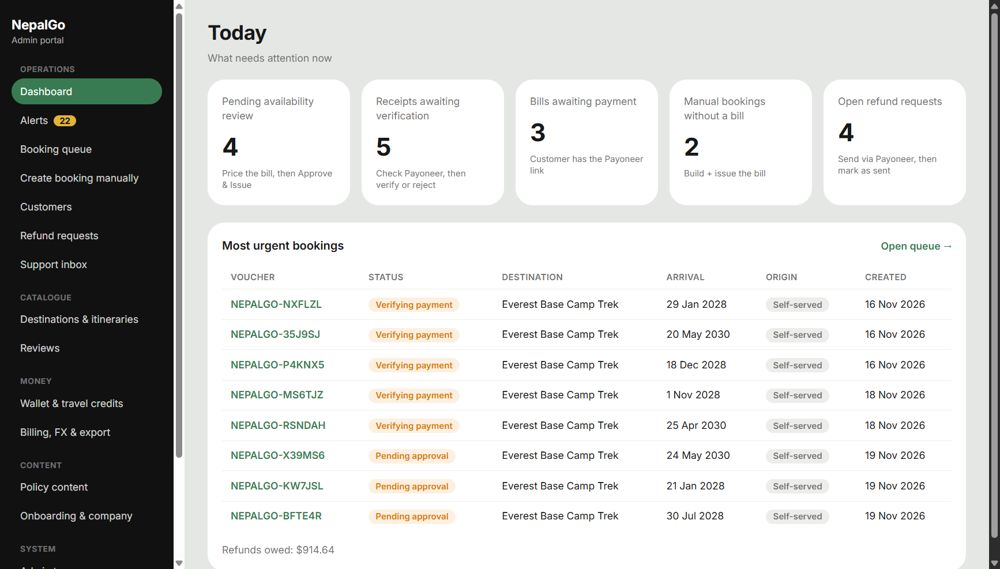 NepalGo
Admin portal
OPERATIONS
Dashboard
Alerts 22
Booking queue
Create booking manually
Customers
Refund requests
Support inbox
CATALOGUE
Destinations & itineraries
Reviews
MONEY
Wallet & travel credits
Billing, FX & export
CONTENT
Policy content
Onboarding & company
SYSTEM
Today
What needs attention now
Pending availability
review
4
Price the bill, then Approve
& Issue
Receipts awaiting
verification
5
Check Payoneer, then
verify or reject
Bills awaiting payment
3
Customer has the Payoneer
link
Manual bookings
without a bill
2
Build + issue the bill
Open refund requests
4
Send via Payoneer, then
mark as sent
Most urgent bookings
Open queue →
VOUCHER STATUS DESTINATION ARRIVAL ORIGIN CREATED
NEPALGO-NXFLZL Verifying payment Everest Base Camp Trek 29 Jan 2028 Self-served 16 Nov 2026
NEPALGO-35J9SJ Verifying payment Everest Base Camp Trek 20 May 2030 Self-served 16 Nov 2026
NEPALGO-P4KNX5 Verifying payment Everest Base Camp Trek 18 Dec 2028 Self-served 16 Nov 2026
NEPALGO-MS6TJZ Verifying payment Everest Base Camp Trek 1 Nov 2028 Self-served 18 Nov 2026
NEPALGO-RSNDAH Verifying payment Everest Base Camp Trek 25 Apr 2030 Self-served 18 Nov 2026
NEPALGO-X39MS6 Pending approval Everest Base Camp Trek 24 May 2030 Self-served 19 Nov 2026
NEPALGO-KW7JSL Pending approval Everest Base Camp Trek 21 Jan 2028 Self-served 19 Nov 2026
NEPALGO-BFTE4R Pending approval Everest Base Camp Trek 30 Jul 2028 Self-served 19 Nov 2026
Refunds owed: $914.64